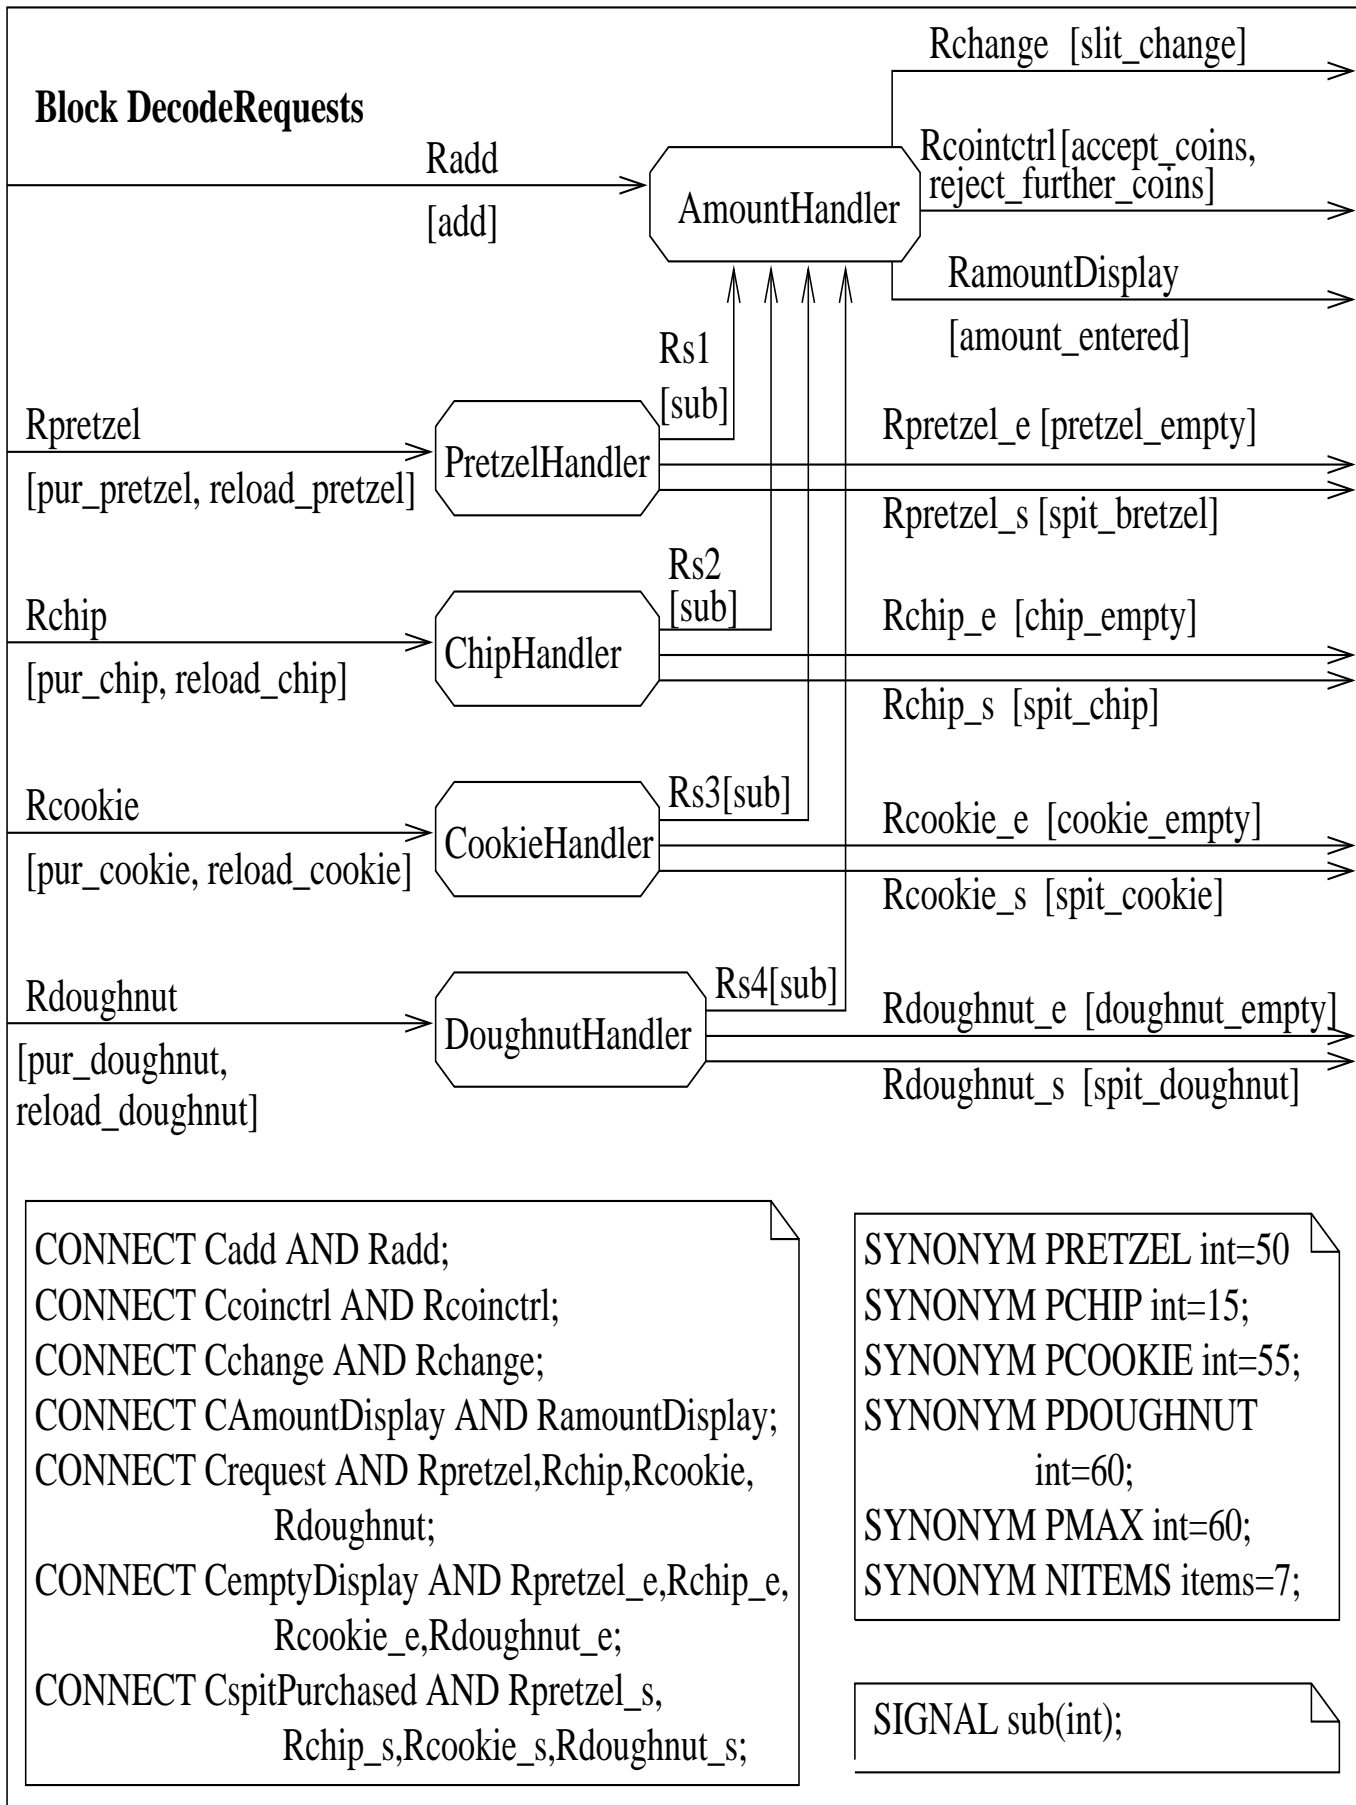 Rchange [slit_change]
Block DecodeRequests
Radd
[add]
AmountHandler
Rcointctrl[accept_coins,
reject_further_coins]
RamountDisplay
[amount_entered]
Rs1
[sub]
Rpretzel
[pur_pretzel, reload_pretzel]
PretzelHandler
Rpretzel_e [pretzel_empty]
Rpretzel_s [spit_bretzel]
Rs2
[sub]
Rchip
[pur_chip, reload_chip]
ChipHandler
Rchip_e [chip_empty]
Rchip_s [spit_chip]
Rs3[sub]
Rcookie
[pur_cookie, reload_cookie]
CookieHandler
Rcookie_e [cookie_empty]
Rcookie_s [spit_cookie]
Rs4[sub]
Rdoughnut
[pur_doughnut,
reload_doughnut]
DoughnutHandler
Rdoughnut_e [doughnut_empty]
Rdoughnut_s [spit_doughnut]
CONNECT Cadd AND Radd;
CONNECT Ccoinctrl AND Rcoinctrl;
CONNECT Cchange AND Rchange;
CONNECT CAmountDisplay AND RamountDisplay;
CONNECT Crequest AND Rpretzel,Rchip,Rcookie,
Rdoughnut;
CONNECT CemptyDisplay AND Rpretzel_e,Rchip_e,
Rcookie_e,Rdoughnut_e;
CONNECT CspitPurchased AND Rpretzel_s,
Rchip_s,Rcookie_s,Rdoughnut_s;
SYNONYM PRETZEL int=50
SYNONYM PCHIP int=15;
SYNONYM PCOOKIE int=55;
SYNONYM PDOUGHNUT
int=60;
SYNONYM PMAX int=60;
SYNONYM NITEMS items=7;
SIGNAL sub(int);